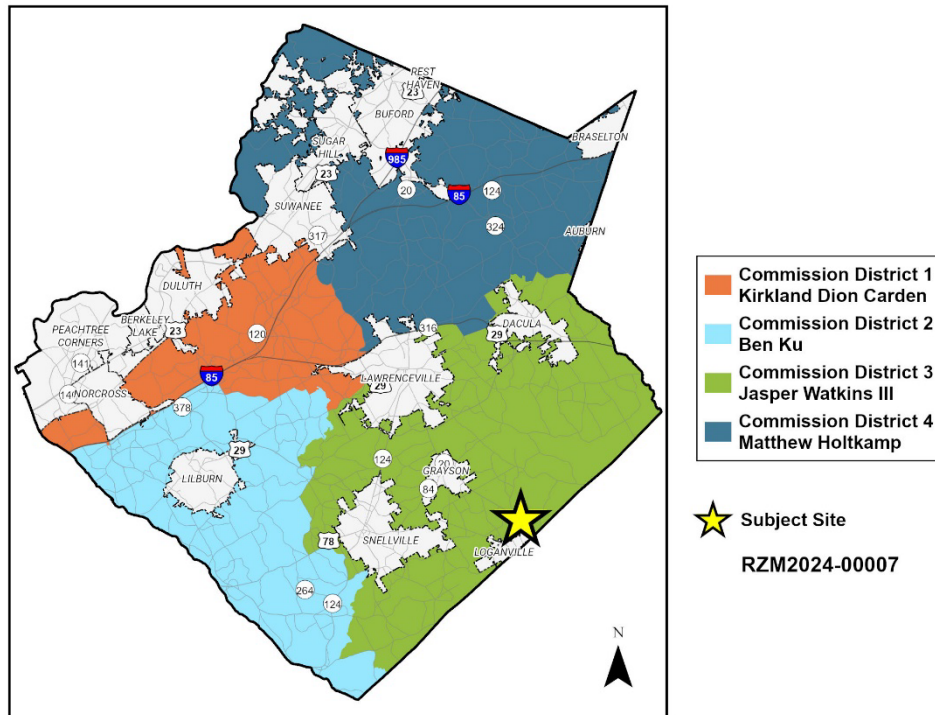 REST
HAVEN
23
BUFORD
BRASELTON
SUGAR
HILL
23
985
20
85
124
SUWANEE
324
317
AUBURN
DULUTH
BERKELEY
LAKE
23
PEACHTREE
CORNERS
141
120
316
DACULA
29
85
LAWRENCEVILLE
29
14
NORCROSS
378
29
LILBURN
124
20
GRAYSON
84
78
SNELLVILLE
LOGANVILLE
264
124
N
Commission District 1
Kirkland Dion Carden
Commission District 2
Ben Ku
Commission District 3
Jasper Watkins III
Commission District 4
Matthew Holtkamp
Subject Site
RZM2024-00007